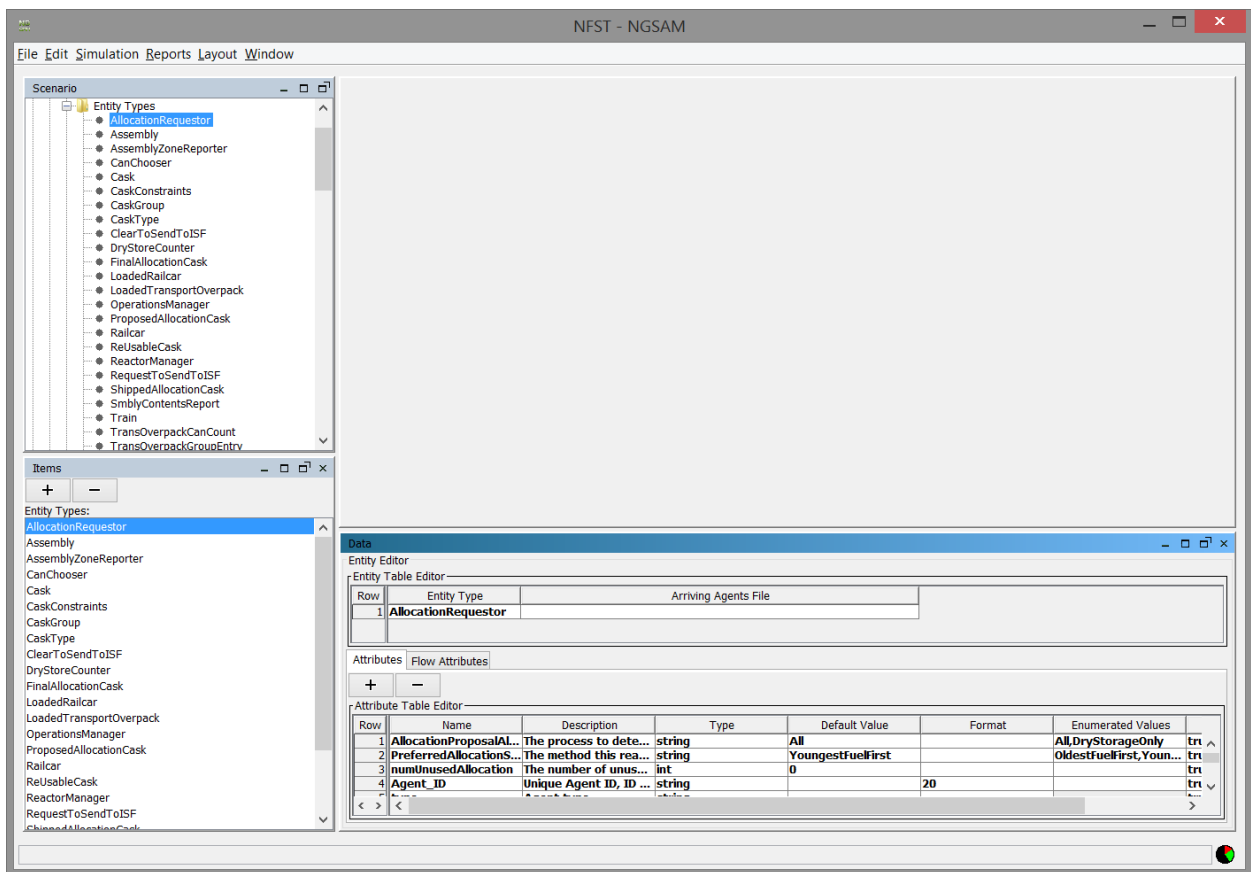 NFST - NGSAM
File Edit Simulation Reports Layout Window
Scenario
Entity Types
AllocationRequestor
Assembly
AssemblyZoneReporter
CanChooser
Cask
CaskConstraints
CaskGroup
CaskType
ClearToSendToISF
DryStoreCounter
FinalAllocationCask
LoadedRailcar
LoadedTransportOverpack
OperationsManager
ProposedAllocationCask
Railcar
ReUsableCask
ReactorManager
RequestToSendToISF
ShippedAllocationCask
SmblyContentsReport
Train
TransOverpackCanCount
TransOverpackGroupEntry
Items
+ −
Entity Types:
AllocationRequestor
Assembly
AssemblyZoneReporter
CanChooser
Cask
CaskConstraints
CaskGroup
CaskType
ClearToSendToISF
DryStoreCounter
FinalAllocationCask
LoadedRailcar
LoadedTransportOverpack
OperationsManager
ProposedAllocationCask
Railcar
ReUsableCask
ReactorManager
RequestToSendToISF
ShippedAllocationCask
Data
Entity Editor
Entity Table Editor
Row Entity Type Arriving Agents File
1 AllocationRequestor
Attributes Flow Attributes
+ −
Attribute Table Editor
Row Name Description Type Default Value Format Enumerated Values
1 AllocationProposalAl... The process to dete... string All All,DryStorageOnly tru
2 PreferredAllocationS... The method this rea... string YoungestFuelFirst OldestFuelFirst,Youn... tru
3 numUnusedAllocation The number of unus... int 0 tru
4 Agent_ID Unique Agent ID, ID ... string 20 tru